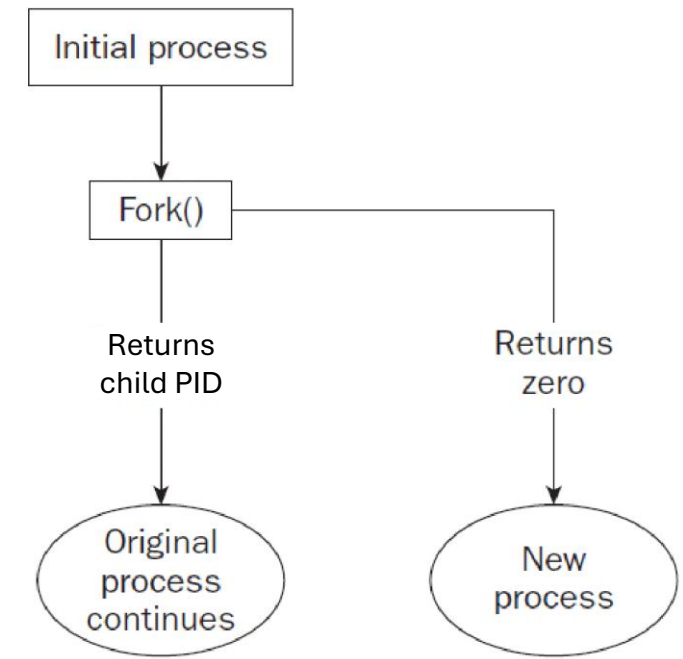 Initial process
Fork()
Returns
child PID
Returns
zero
Original
process
continues
New
process